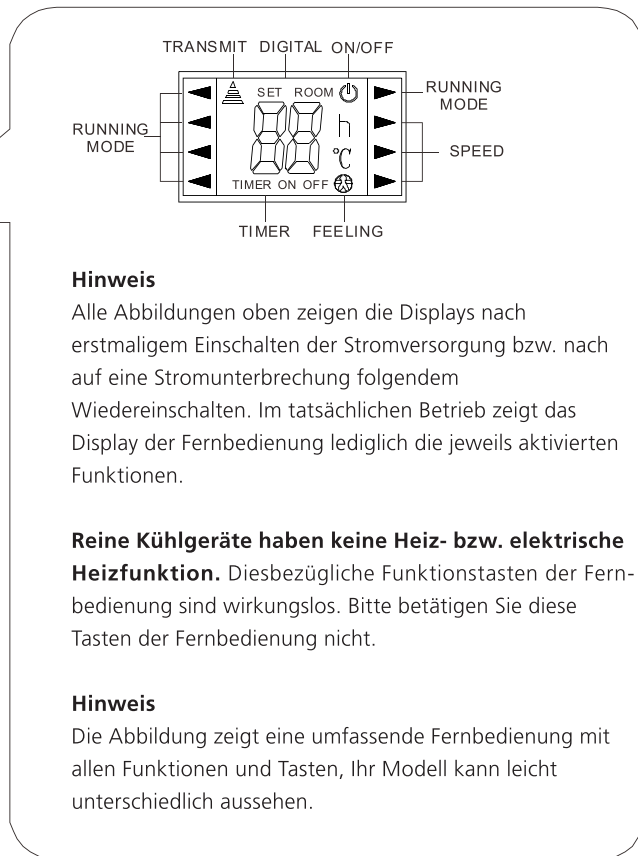 TRANSMIT DIGITAL ON/OFF
SET ROOM
RUNNING
MODE
h
RUNNING
MODE
SPEED
°C
TIMER ON OFF
TIMER FEELING
Hinweis
Alle Abbildungen oben zeigen die Displays nach
erstmaligem Einschalten der Stromversorgung bzw. nach
auf eine Stromunterbrechung folgendem
Wiedereinschalten. Im tatsächlichen Betrieb zeigt das
Display der Fernbedienung lediglich die jeweils aktivierten
Funktionen.
Reine Kühlgeräte haben keine Heiz- bzw. elektrische
Heizfunktion. Diesbezügliche Funktionstasten der Fern-
bedienung sind wirkungslos. Bitte betätigen Sie diese
Tasten der Fernbedienung nicht.
Hinweis
Die Abbildung zeigt eine umfassende Fernbedienung mit
allen Funktionen und Tasten, Ihr Modell kann leicht
unterschiedlich aussehen.